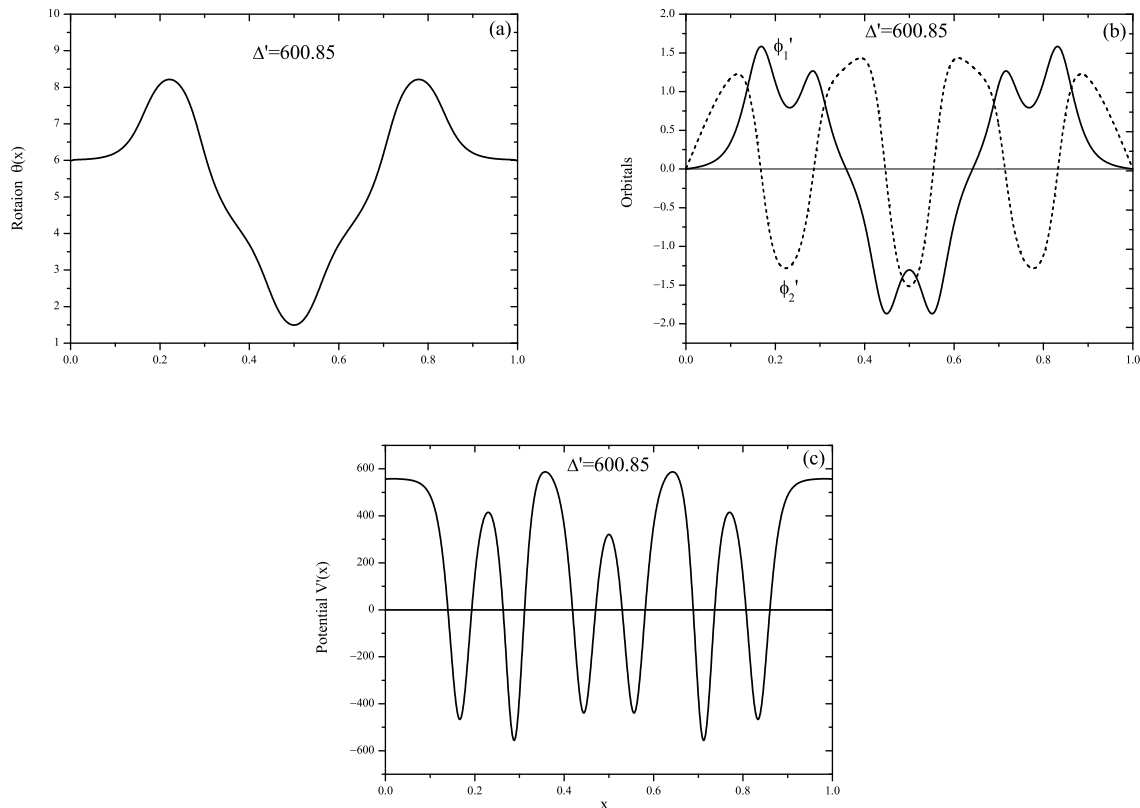 (a)
Δ'=600.85
Rotaion θ(x)
10
9
8
7
6
5
4
3
2
1
0.0 0.2 0.4 0.6 0.8 1.0
(b)
Δ'=600.85
ϕ₁'
ϕ₂'
Orbitals
2.0
1.5
1.0
0.5
0.0
−0.5
−1.0
−1.5
−2.0
0.0 0.2 0.4 0.6 0.8 1.0
(c)
Δ'=600.85
Potential V'(x)
600
400
200
0
−200
−400
−600
0.0 0.2 0.4 0.6 0.8 1.0
x